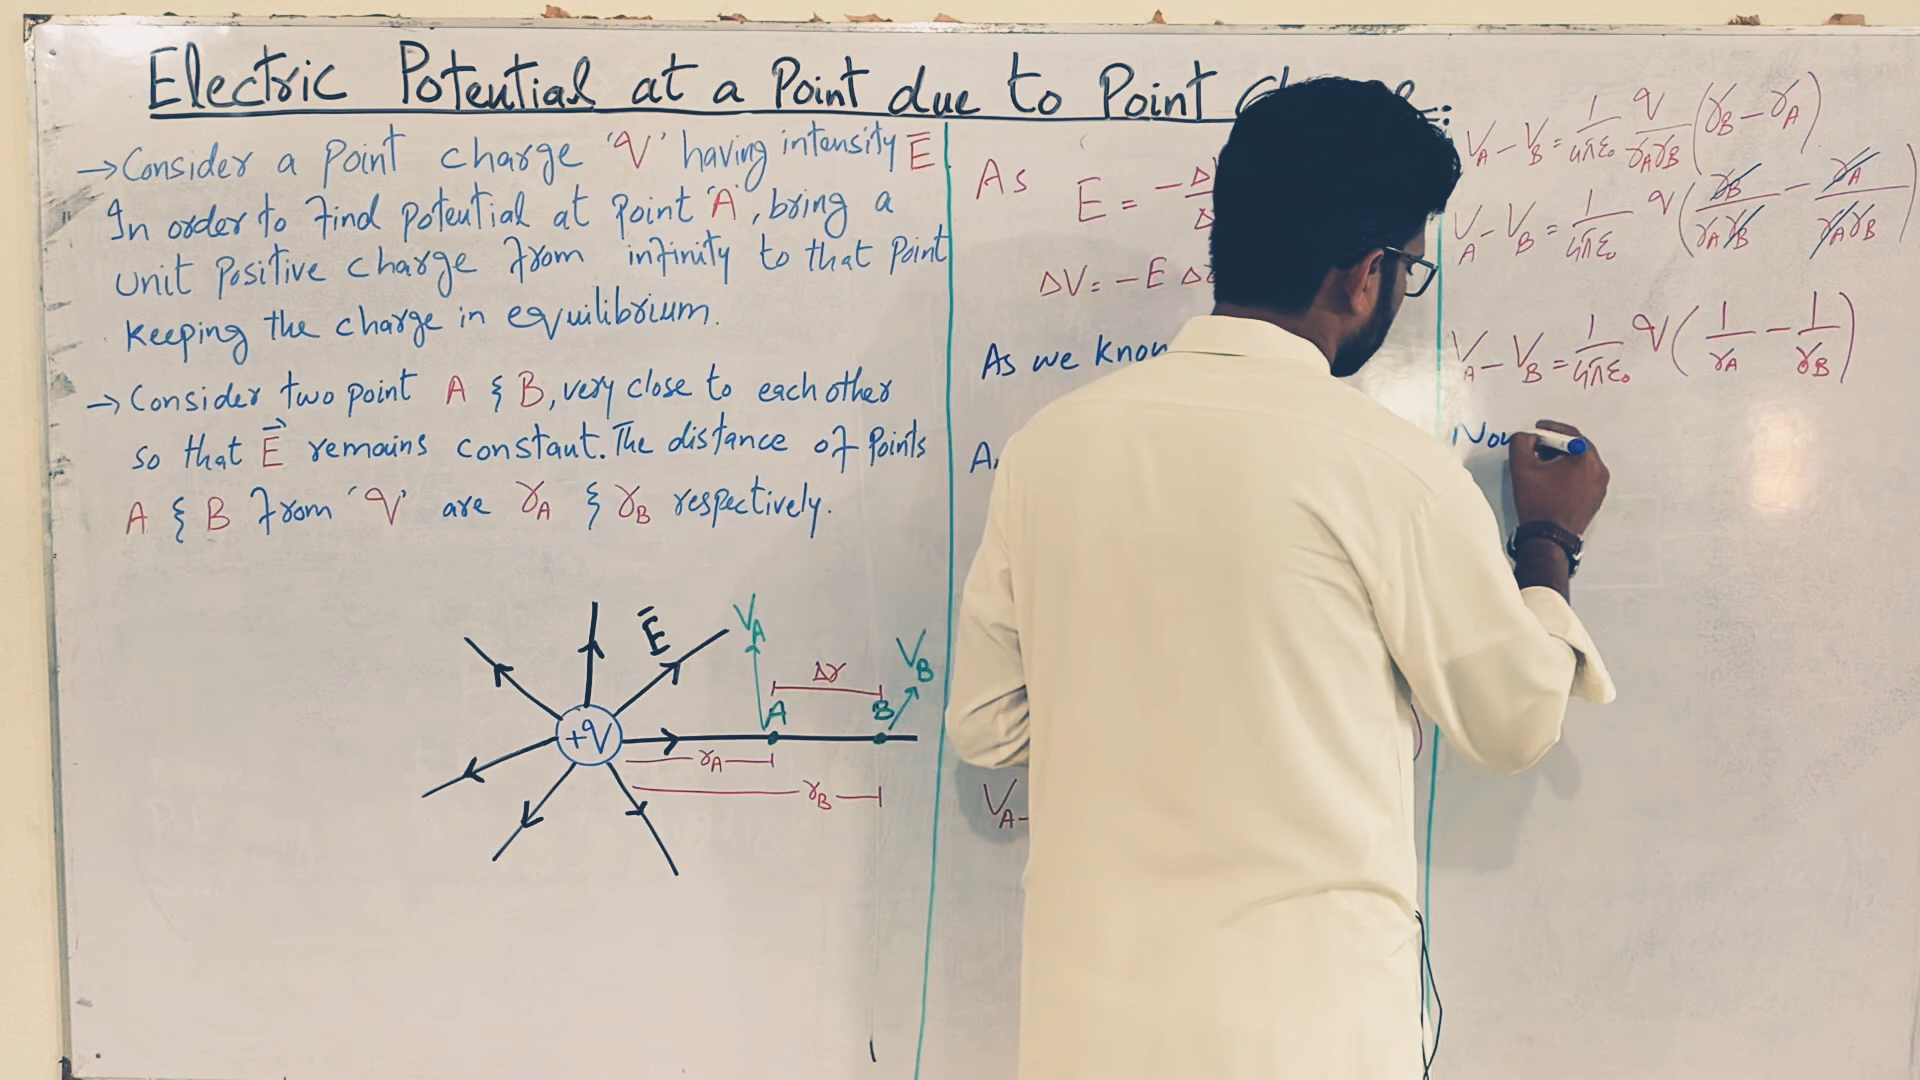 Electric Potential at a Point due to Point
→ Consider a Point charge 'q' having intensity E
In order to find Potential at Point 'A', bring a
unit Positive charge from infinity to that Point
Keeping the charge in equilibrium.
→ Consider two point A & B, very close to each other
so that E⃗ remains constant. The distance of Points
A & B from 'q' are rA & rB respectively.
E
VA
VB
Δr
A
B
+q
rA
rB
As
E = -Δ
ΔV = -E Δ
As we know
VA -
VA - VB = 1/4πε₀ q/rArB (rB - rA)
VA - VB = 1/4πε₀ q (rB/rArB - rA/rArB)
VA - VB = 1/4πε₀ q (1/rA - 1/rB)
Now